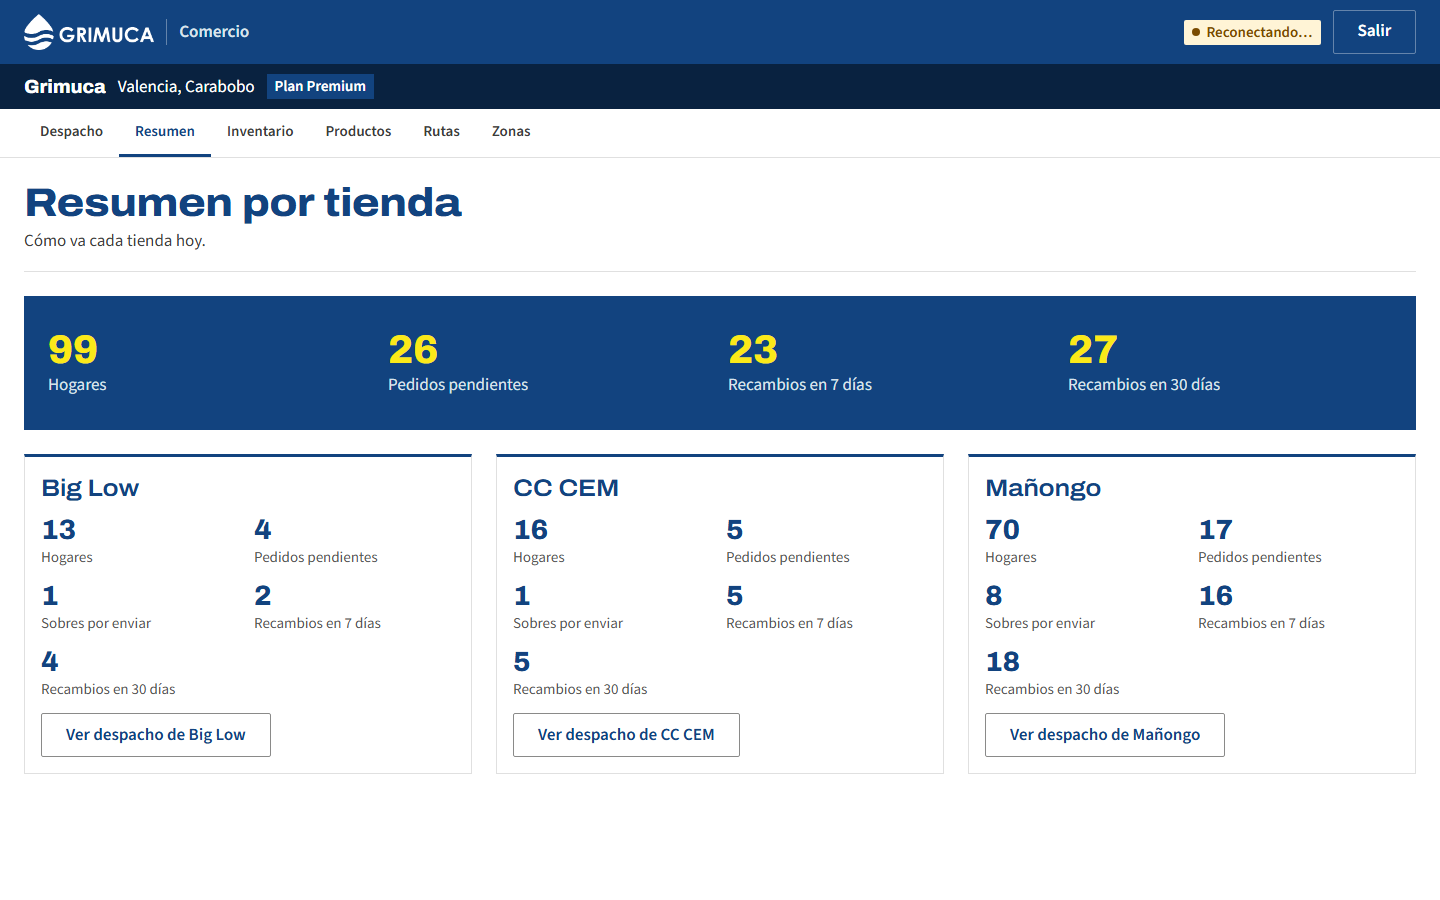 GRIMUCA Comercio Reconectando... Salir
Grimuca Valencia, Carabobo Plan Premium
Despacho Resumen Inventario Productos Rutas Zonas
Resumen por tienda
Cómo va cada tienda hoy.
99 26 23 27
Hogares Pedidos pendientes Recambios en 7 días Recambios en 30 días
Big Low
13 4
Hogares Pedidos pendientes
1 2
Sobres por enviar Recambios en 7 días
4
Recambios en 30 días
Ver despacho de Big Low
CC CEM
16 5
Hogares Pedidos pendientes
1 5
Sobres por enviar Recambios en 7 días
5
Recambios en 30 días
Ver despacho de CC CEM
Mañongo
70 17
Hogares Pedidos pendientes
8 16
Sobres por enviar Recambios en 7 días
18
Recambios en 30 días
Ver despacho de Mañongo